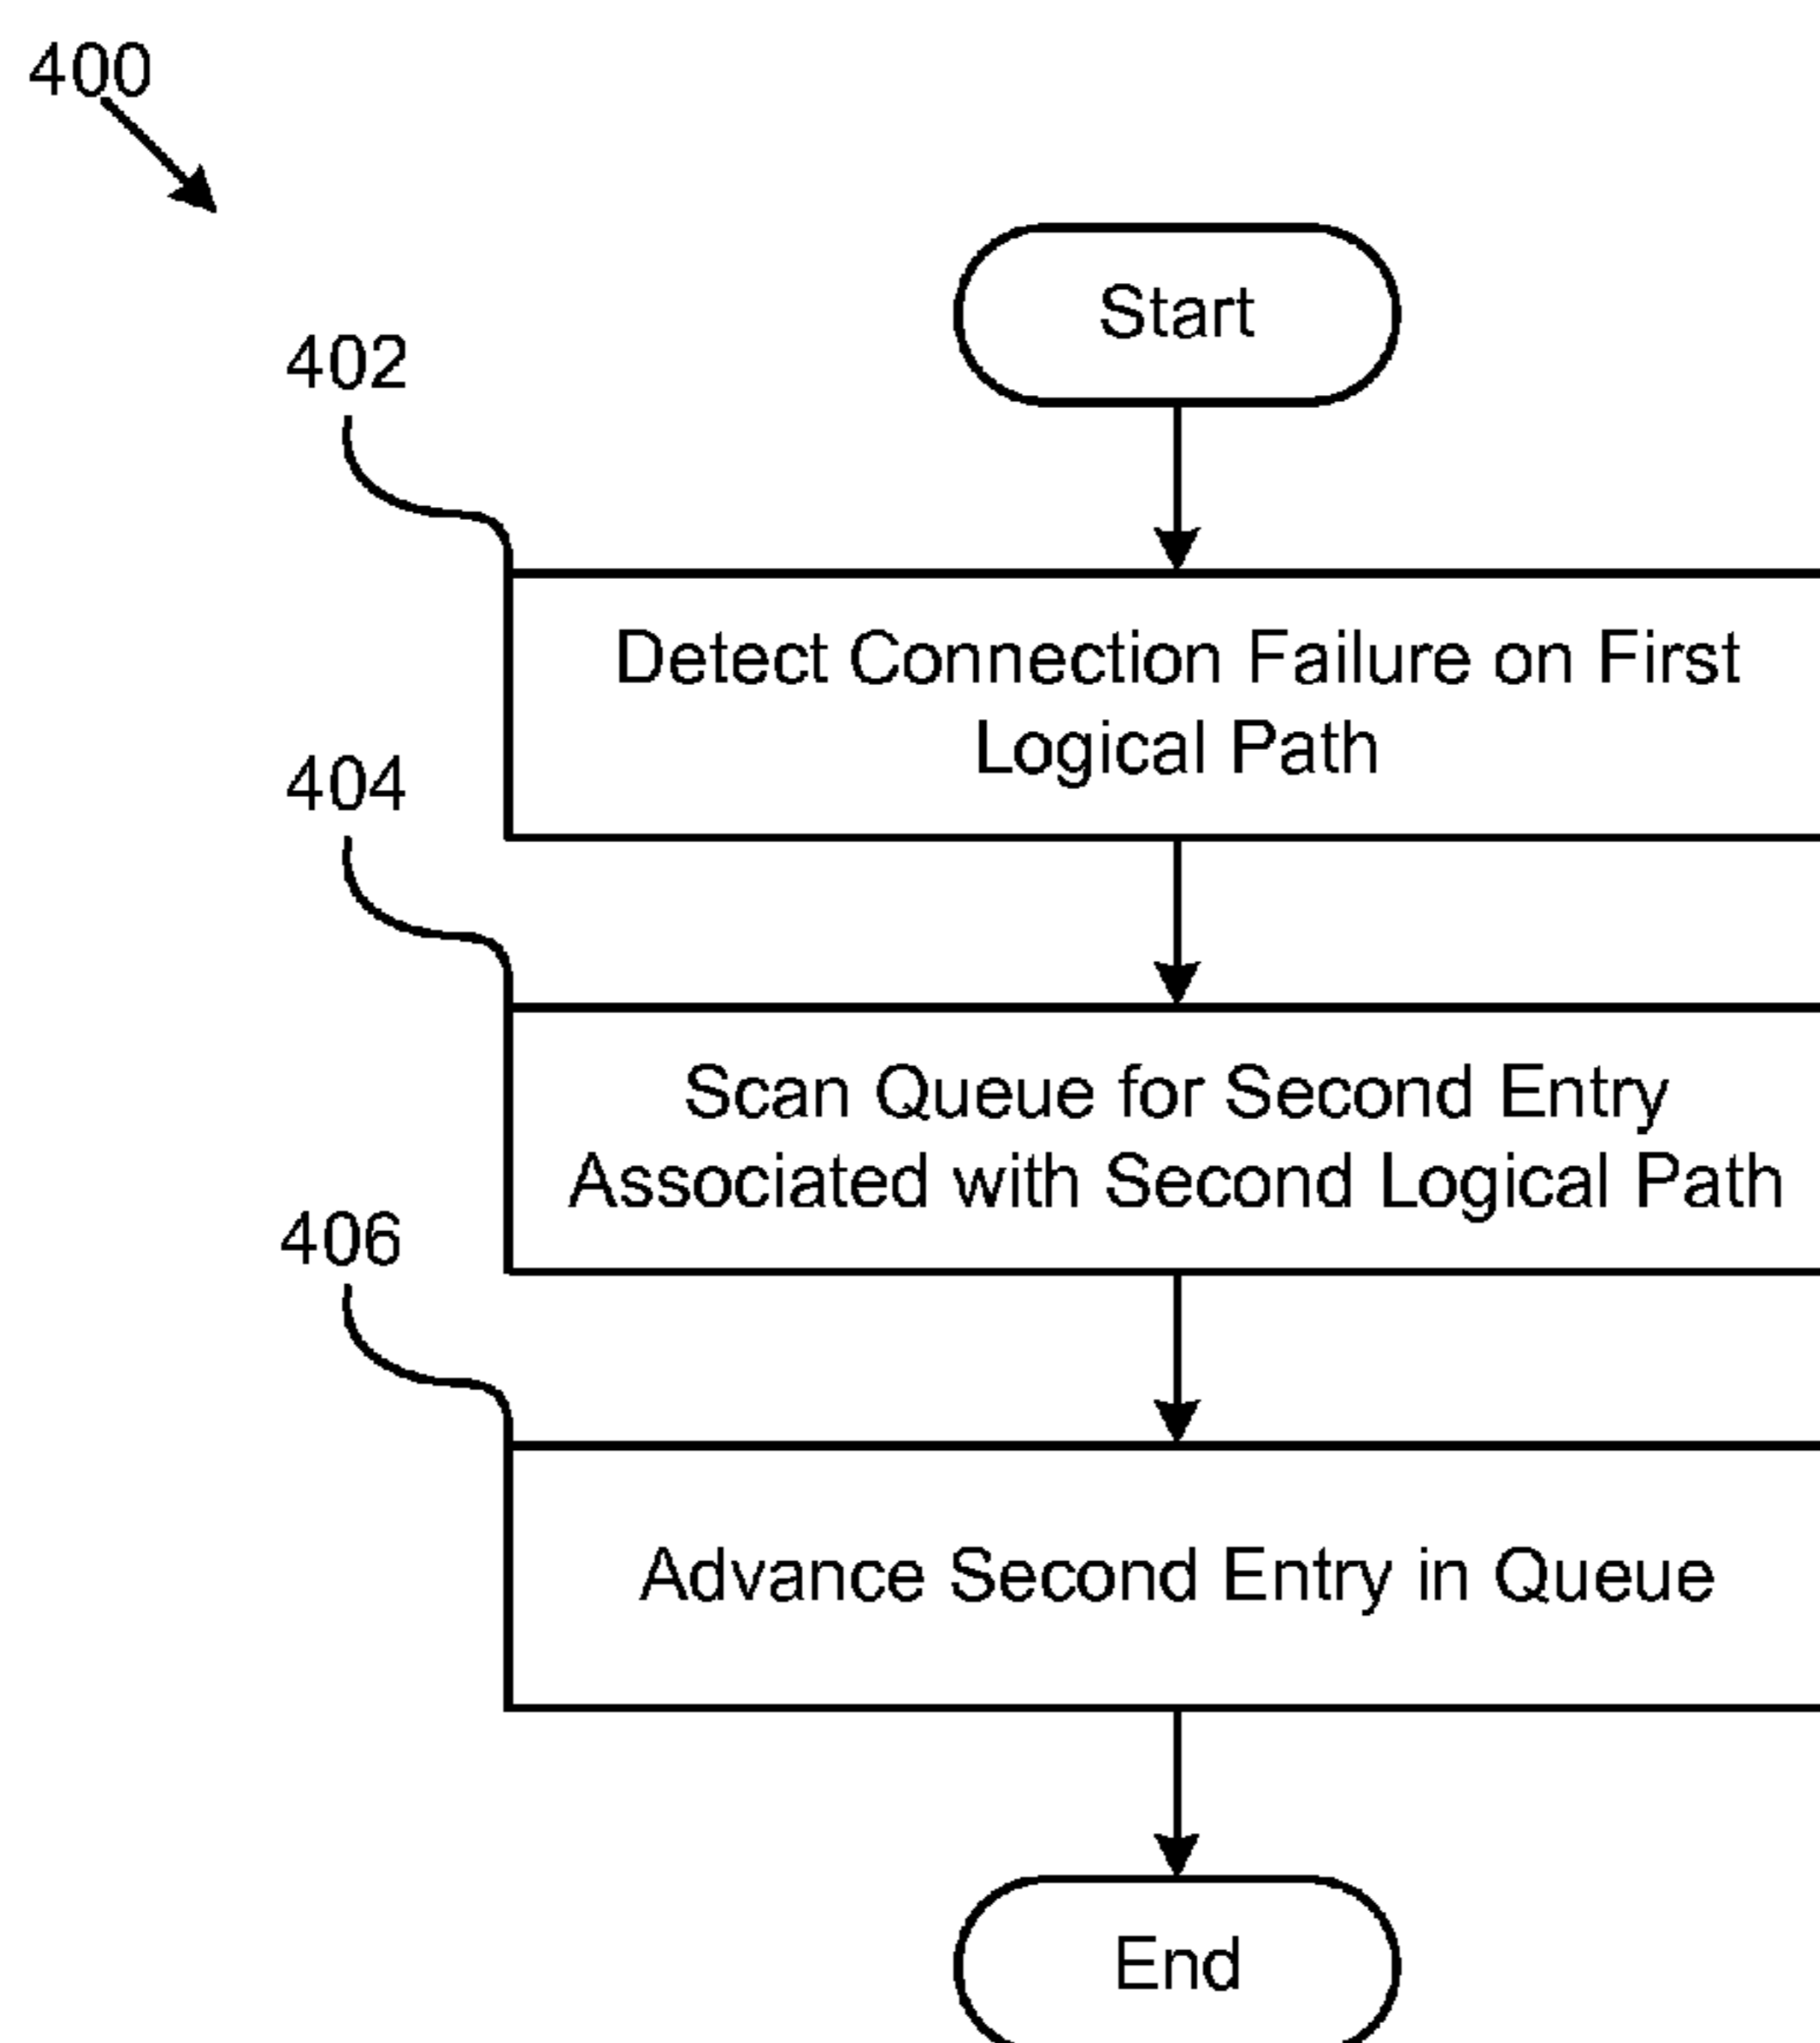 400
Start
402
Detect Connection Failure on First
Logical Path
404
Scan Queue for Second Entry
Associated with Second Logical Path
406
Advance Second Entry in Queue
End